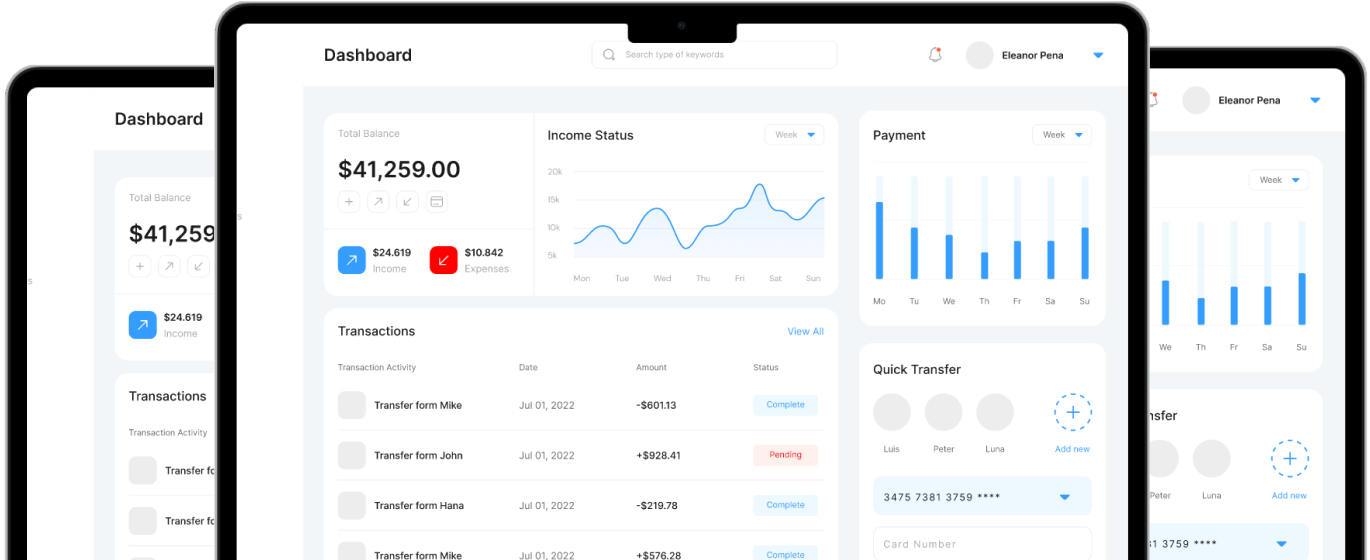 Dashboard
Search type of keywords
Eleanor Pena
Total Balance
$41,259.00
$24.619
Income
$10.842
Expenses
Income Status
Week
20k
15k
10k
5k
Mon Tue Wed Thu Fri Sat Sun
Payment
Week
Mo Tu We Th Fr Sa Su
Transactions
View All
Transaction Activity Date Amount Status
Transfer form Mike Jul 01, 2022 -$601.13 Complete
Transfer form John Jul 01, 2022 +$928.41 Pending
Transfer form Hana Jul 01, 2022 -$219.78 Complete
Transfer form Mike Jul 01, 2022 +$576.28 Complete
Quick Transfer
Luis Peter Luna Add new
3475 7381 3759 ****
Card Number
Dashboard
s
s
Total Balance
$41,259
$24.619
Income
Transactions
Transaction Activity
Transfer fo
Transfer fo
Eleanor Pena
Week
We Th Fr Sa Su
nsfer
Peter Luna Add new
31 3759 ****